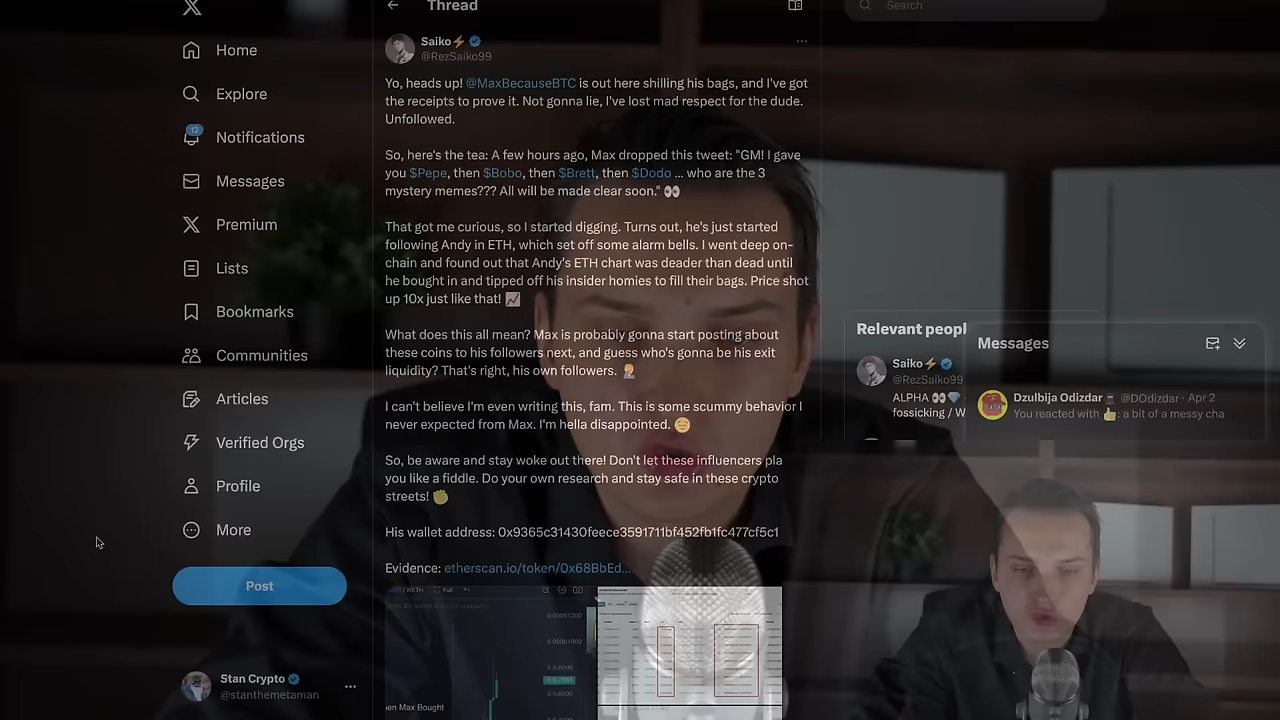 Home
Explore
12
Notifications
Messages
Premium
Lists
Bookmarks
Communities
Articles
Verified Orgs
Profile
More
Post
Stan Crypto
@stanthemetaman
Thread
Saiko⚡
@RezSaiko99
Yo, heads up! @MaxBecauseBTC is out here shilling his bags, and I've got
the receipts to prove it. Not gonna lie, I've lost mad respect for the dude.
Unfollowed.
So, here's the tea: A few hours ago, Max dropped this tweet: "GM! I gave
you $Pepe, then $Bobo, then $Brett, then $Dodo ... who are the 3
mystery memes??? All will be made clear soon." 👀
That got me curious, so I started digging. Turns out, he's just started
following Andy in ETH, which set off some alarm bells. I went deep on-
chain and found out that Andy's ETH chart was deader than dead until
he bought in and tipped off his insider homies to fill their bags. Price shot
up 10x just like that! 📈
What does this all mean? Max is probably gonna start posting about
these coins to his followers next, and guess who's gonna be his exit
liquidity? That's right, his own followers. 🤦‍♂️
I can't believe I'm even writing this, fam. This is some scummy behavior I
never expected from Max. I'm hella disappointed. 😔
So, be aware and stay woke out there! Don't let these influencers pla
you like a fiddle. Do your own research and stay safe in these crypto
streets! ✊
His wallet address: 0x9365c31430feece3591711bf452fb1fc477cf5c1
Evidence: etherscan.io/token/0x68BbEd...
en Max Bought
Search
Relevant peopl
Saiko⚡
@RezSaiko99
ALPHA 👀💎
fossicking / W
Messages
Dzulbija Odizdar @DOdizdar · Apr 2
You reacted with 👍: a bit of a messy cha